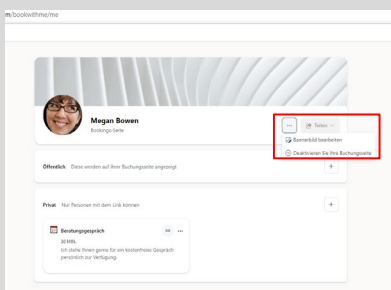 m/bookwithme/me
Megan Bowen
Bookings-Seite
Teilen
Bannerbild bearbeiten
Deaktivieren Sie Ihre Buchungsseite
Öffentlich Diese werden auf Ihrer Buchungsseite angezeigt
Privat Nur Personen mit dem Link können
Beratungsgespräch
30 MIN.
Ich stehe Ihnen gerne für ein kostenfreies Gespräch
persönlich zur Verfügung.